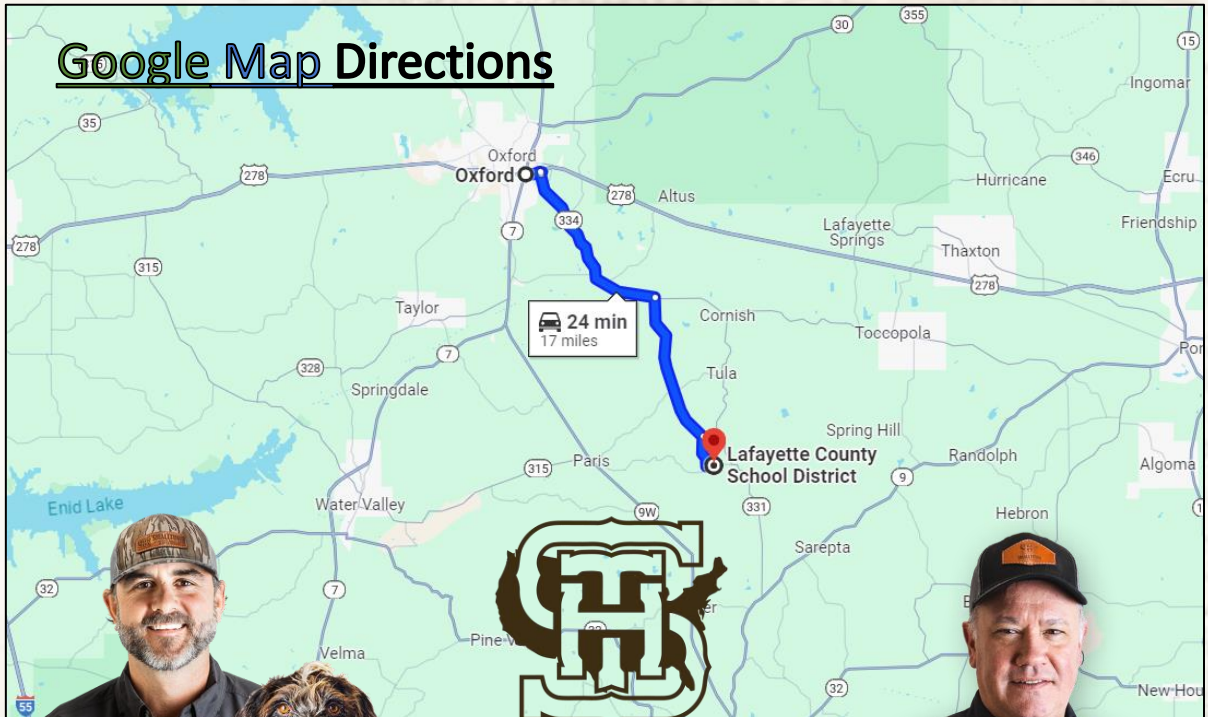 Google Map Directions
355
30
15
Ingomar
35
Oxford
Oxford
278
346
278
Altus
Hurricane
Ecru
334
7
Lafayette
Springs
Friendship
278
315
Thaxton
278
Taylor
24 min
17 miles
Cornish
Toccopola
7
328
Springdale
Tula
Spring Hill
Lafayette County
School District
Paris
315
Randolph
Algoma
9
Enid Lake
Water Valley
9W
331
Hebron
Sarepta
32
7
Velma
32
55